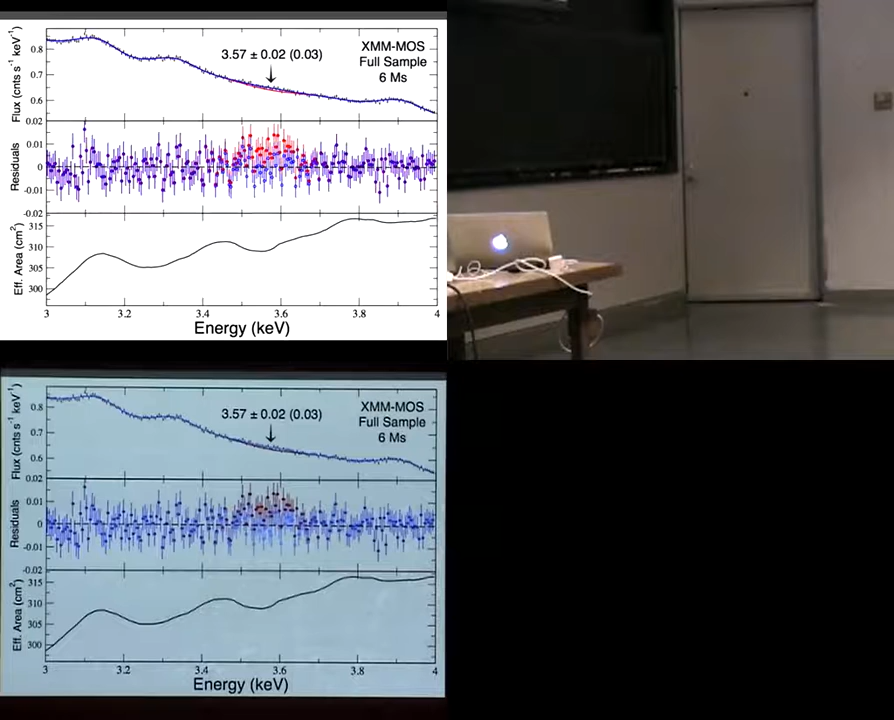 3.57 ± 0.02 (0.03)
XMM-MOS
Full Sample
6 Ms
Flux (cnts s⁻¹ keV⁻¹)
0.8
0.7
0.6
0.02
Residuals
0.01
0
-0.01
-0.02
Eff. Area (cm²)
315
310
305
300
3 3.2 3.4 3.6 3.8 4
Energy (keV)
3.57 ± 0.02 (0.03)
XMM-MOS
Full Sample
6 Ms
Flux (cnts s⁻¹ keV⁻¹)
0.8
0.7
0.6
0.02
Residuals
0.01
0
-0.01
-0.02
Eff. Area (cm²)
315
310
305
300
3 3.2 3.4 3.6 3.8 4
Energy (keV)